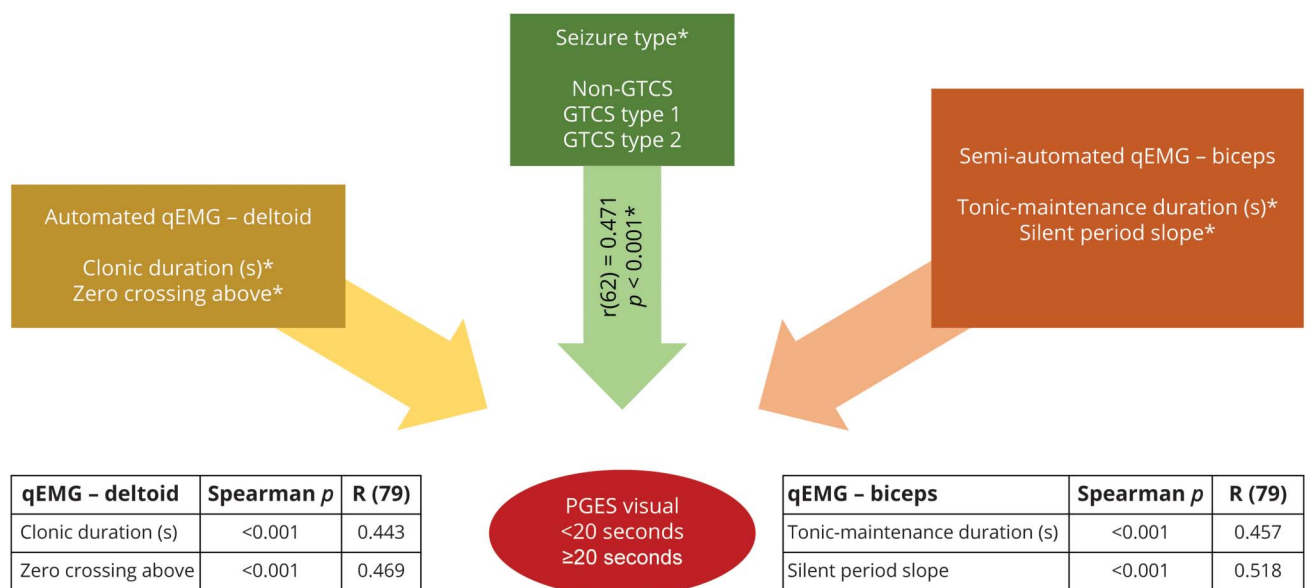 Seizure type*
Non-GTCS
GTCS type 1
GTCS type 2
Automated qEMG – deltoid
Clonic duration (s)*
Zero crossing above*
r(62) = 0.471
p < 0.001*
Semi-automated qEMG – biceps
Tonic-maintenance duration (s)*
Silent period slope*
qEMG – deltoid Spearman p R (79)
Clonic duration (s) <0.001 0.443
Zero crossing above <0.001 0.469
PGES visual
<20 seconds
≥20 seconds
qEMG – biceps Spearman p R (79)
Tonic-maintenance duration (s) <0.001 0.457
Silent period slope <0.001 0.518